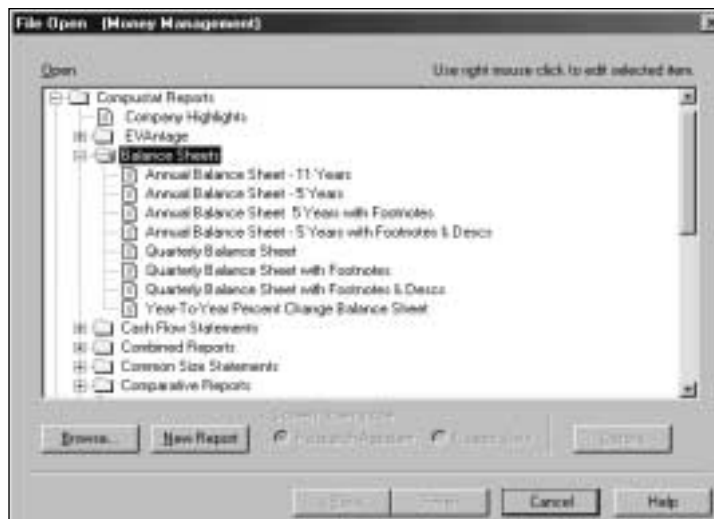 File Open (Money Management)
Open
Use right mouse click to edit selected item.
Compustat Reports
Company Highlights
EVAntage
Balance Sheets
Annual Balance Sheet - 11 Years
Annual Balance Sheet - 5 Years
Annual Balance Sheet 5 Years with Footnotes
Annual Balance Sheet - 5 Years with Footnotes & Descs
Quarterly Balance Sheet
Quarterly Balance Sheet with Footnotes
Quarterly Balance Sheet with Footnotes & Descs
Year-To-Year Percent Change Balance Sheet
Cash Flow Statements
Combined Reports
Common Size Statements
Comparative Reports
Browse... New Report
Cancel Help